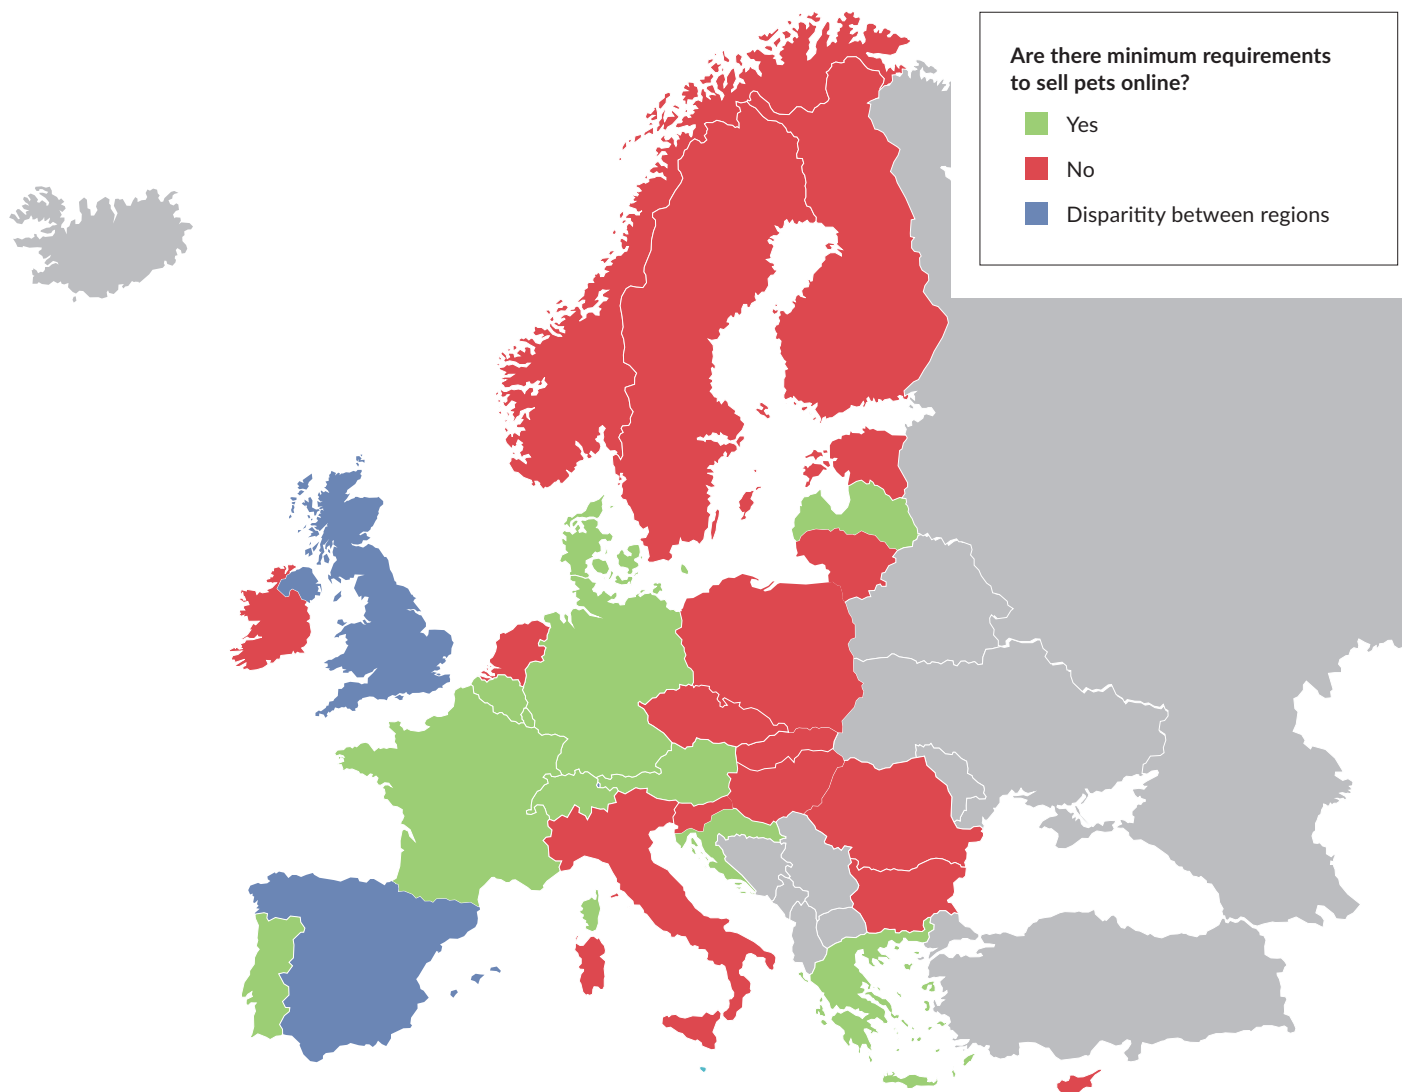 Are there minimum requirements
to sell pets online?
Yes
No
Disparitity between regions